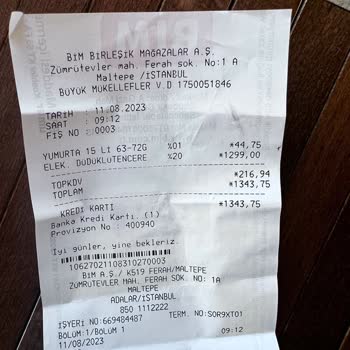 BİM BİRLEŞİK MAĞAZALAR A.Ş.
Zümrütevler mah. Ferah sok. No:1 A
Maltepe /İSTANBUL
BÜYÜK MÜKELLEFLER V.D 1750051846
TARİH : 11.08.2023
SAAT : 09:12
FİŞ NO :0003
YUMURTA 15 Lİ 63-72G %01 *44,75
ELEK. DÜDÜKLÜTENCERE %20 *1299,00
TOPKDV *216,94
TOPLAM *1343,75
KREDİ KARTI *1343,75
Banka Kredi Kartı. (1)
Provizyon No : 400940
İyi günler, yine bekleriz.
10627021108310270003
BİM A.Ş./ K519 FERAH/MALTEPE
ZÜMRÜTEVLER MAH. FERAH SOK. NO: 1A
MALTEPE
ADALAR/İSTANBUL
850 1112222
İŞYERİ NO:669484487 TERM. NO:S0R9XT01
BÖLÜM:1/BÖLÜM 1
11/08/2023 09:12